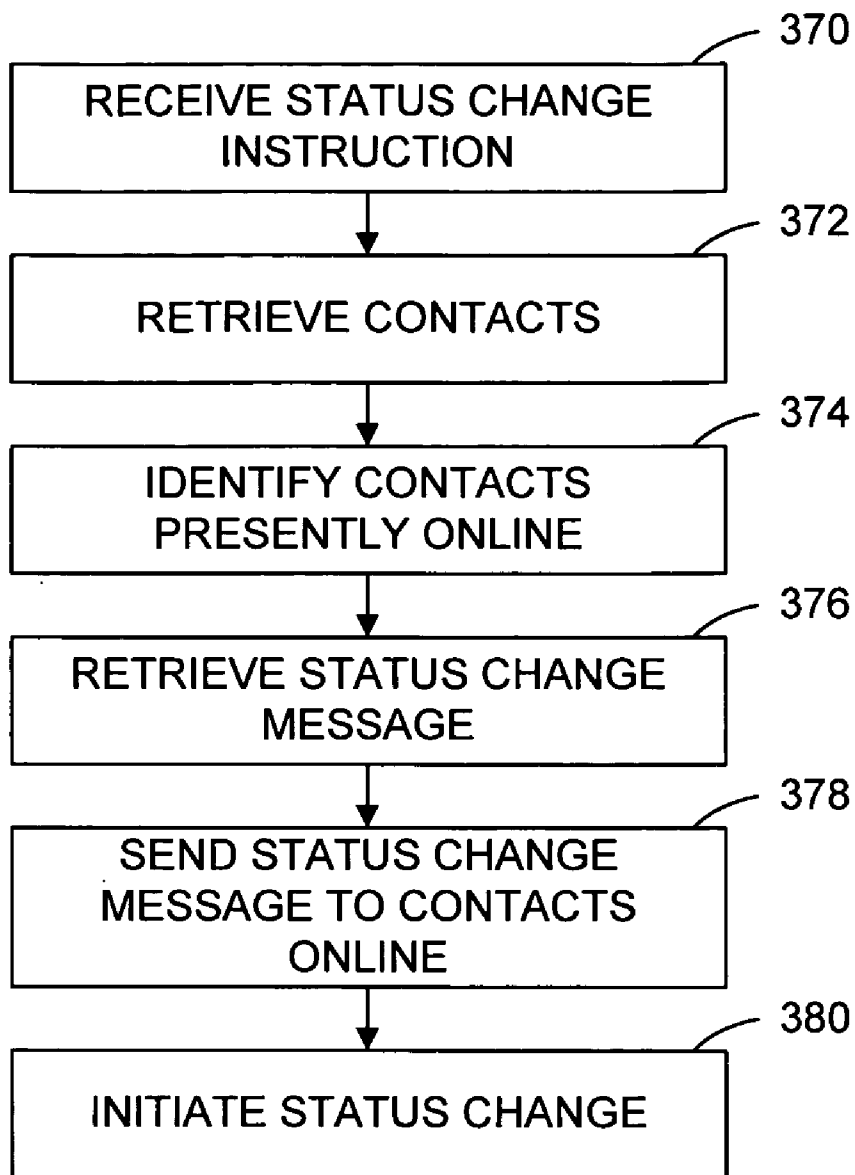 370
RECEIVE STATUS CHANGE
INSTRUCTION
372
RETRIEVE CONTACTS
374
IDENTIFY CONTACTS
PRESENTLY ONLINE
376
RETRIEVE STATUS CHANGE
MESSAGE
378
SEND STATUS CHANGE
MESSAGE TO CONTACTS
ONLINE
380
INITIATE STATUS CHANGE